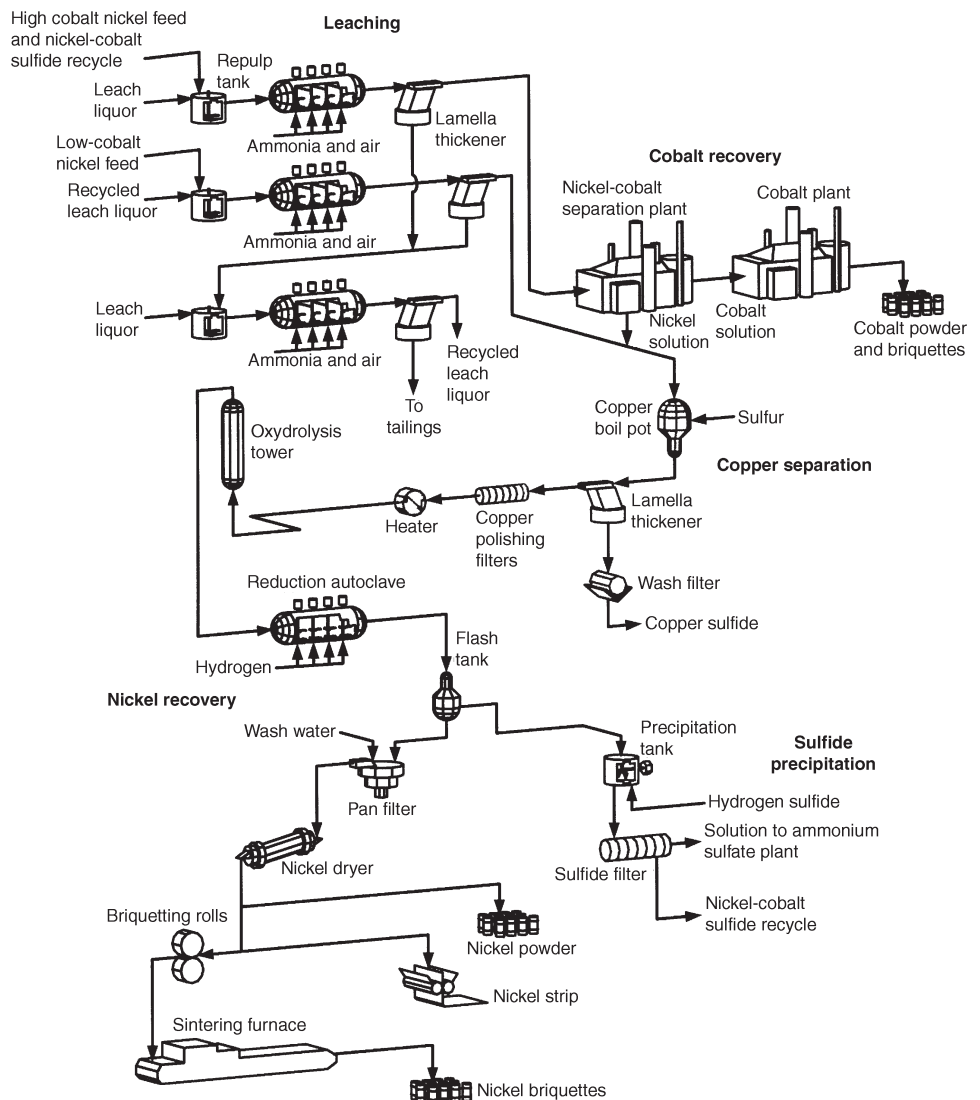 Leaching
High cobalt nickel feed
and nickel-cobalt
sulfide recycle
Repulp
tank
Leach
liquor
Ammonia and air
Lamella
thickener
Low-cobalt
nickel feed
Recycled
leach liquor
Ammonia and air
Cobalt recovery
Nickel-cobalt
separation plant
Cobalt plant
Leach
liquor
Ammonia and air
Recycled
leach
liquor
To
tailings
Nickel
solution
Cobalt
solution
Cobalt powder
and briquettes
Oxydrolysis
tower
Copper
boil pot
Sulfur
Copper separation
Heater
Copper
polishing
filters
Lamella
thickener
Wash filter
Copper sulfide
Reduction autoclave
Hydrogen
Flash
tank
Nickel recovery
Wash water
Pan filter
Precipitation
tank
Sulfide
precipitation
Hydrogen sulfide
Solution to ammonium
sulfate plant
Sulfide filter
Nickel-cobalt
sulfide recycle
Nickel dryer
Briquetting rolls
Nickel powder
Nickel strip
Sintering furnace
Nickel briquettes